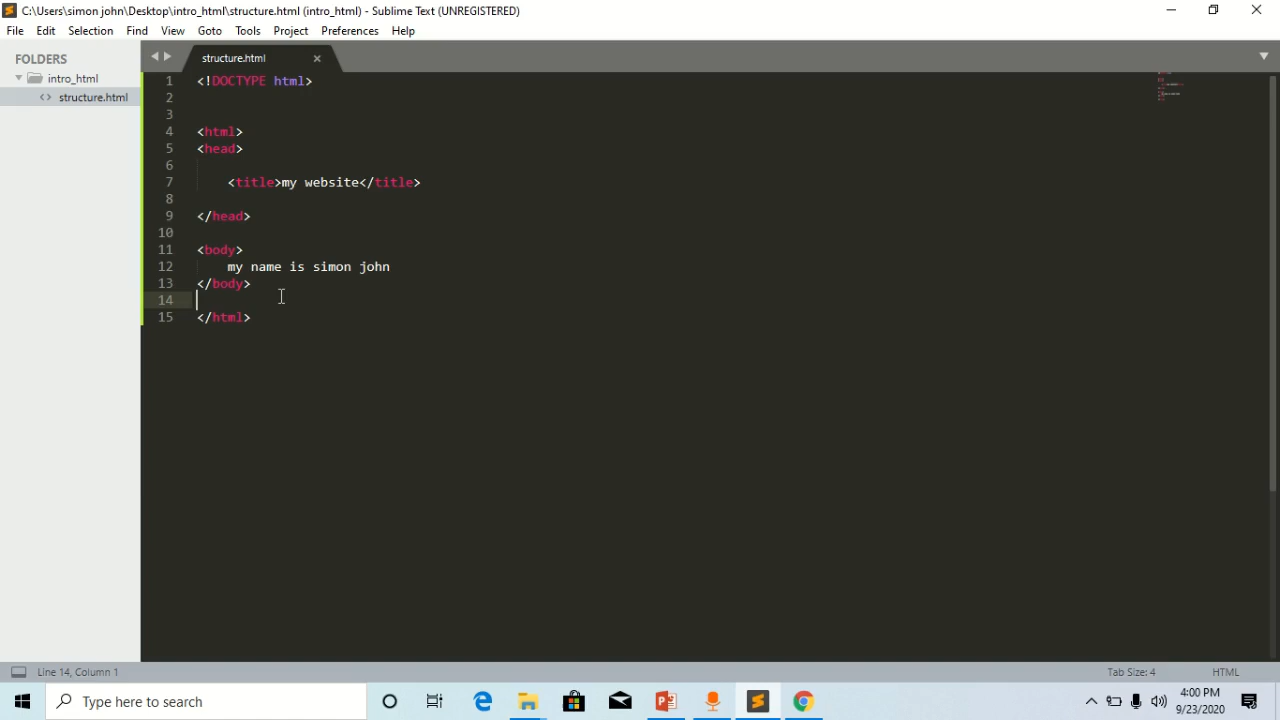 C:\Users\simon john\Desktop\intro_html\structure.html (intro_html) - Sublime Text (UNREGISTERED)
File Edit Selection Find View Goto Tools Project Preferences Help
FOLDERS
intro_html
structure.html
structure.html
1 <!DOCTYPE html>
2
3
4 <html>
5 <head>
6
7 <title>my website</title>
8
9 </head>
10
11 <body>
12 my name is simon john
13 </body>
14
15 </html>
Line 14, Column 1
Tab Size: 4
HTML
Type here to search
4:00 PM
9/23/2020